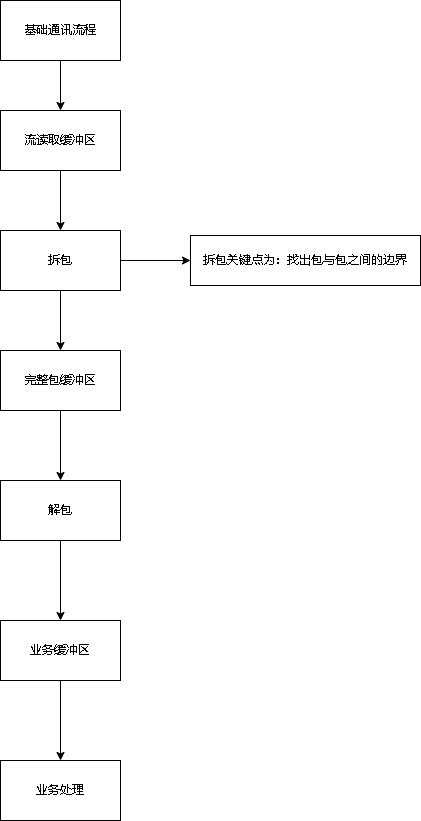 基础通讯流程
流读取缓冲区
拆包
拆包关键点为：找出包与包之间的边界
完整包缓冲区
解包
业务缓冲区
业务处理